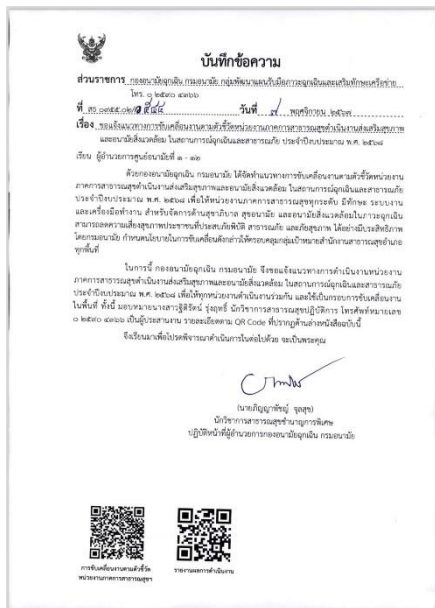 บันทึกข้อความ
ส่วนราชการ กองอนามัยฉุกเฉิน กรมอนามัย กลุ่มพัฒนาแผนรับมือภาวะฉุกเฉินและเสริมทักษะเครือข่าย
โทร. ๐ ๒๕๙๐ ๔๓๖๖
ที่ สธ ๐๙๕๕.๐๒/ วันที่ พฤศจิกายน ๒๕๖๗
เรื่อง ขอแจ้งแนวทางการขับเคลื่อนงานตามตัวชี้วัดหน่วยงานภาคการสาธารณสุขดำเนินงานส่งเสริมสุขภาพ
และอนามัยสิ่งแวดล้อม ในสถานการณ์ฉุกเฉินและสาธารณภัย ประจำปีงบประมาณ พ.ศ. ๒๕๖๘
เรียน ผู้อำนวยการศูนย์อนามัยที่ ๑ - ๑๒
ด้วยกองอนามัยฉุกเฉิน กรมอนามัย ได้จัดทำแนวทางการขับเคลื่อนงานตามตัวชี้วัดหน่วยงาน
ภาคการสาธารณสุขดำเนินงานส่งเสริมสุขภาพและอนามัยสิ่งแวดล้อม ในสถานการณ์ฉุกเฉินและสาธารณภัย
ประจำปีงบประมาณ พ.ศ. ๒๕๖๘ เพื่อให้หน่วยงานภาคการสาธารณสุขทุกระดับ มีทักษะ ระบบงาน
และเครื่องมือทำงาน สำหรับจัดการด้านสุขาภิบาล สุขอนามัย และอนามัยสิ่งแวดล้อมในภาวะฉุกเฉิน
สามารถลดความเสี่ยงสุขภาพประชาชนที่ประสบภัยพิบัติ สาธารณภัย และภัยสุขภาพ ได้อย่างมีประสิทธิภาพ
โดยกรมอนามัย กำหนดนโยบายในการขับเคลื่อนดังกล่าวให้ครอบคลุมกลุ่มเป้าหมายสำนักงานสาธารณสุขอำเภอ
ทุกพื้นที่
ในการนี้ กองอนามัยฉุกเฉิน กรมอนามัย จึงขอแจ้งแนวทางการดำเนินงานหน่วยงาน
ภาคการสาธารณสุขดำเนินงานส่งเสริมสุขภาพและอนามัยสิ่งแวดล้อม ในสถานการณ์ฉุกเฉินและสาธารณภัย
ประจำปีงบประมาณ พ.ศ. ๒๕๖๘ เพื่อให้ทุกหน่วยงานดำเนินงานร่วมกัน และใช้เป็นกรอบการขับเคลื่อนงาน
ในพื้นที่ ทั้งนี้ มอบหมายนางสาวฐิติรัตน์ รุ่งฤทธิ์ นักวิชาการสาธารณสุขปฏิบัติการ โทรศัพท์หมายเลข
๐ ๒๕๙๐ ๔๓๖๖ เป็นผู้ประสานงาน รายละเอียดตาม QR Code ที่ปรากฏด้านล่างหนังสือฉบับนี้
จึงเรียนมาเพื่อโปรดพิจารณาดำเนินการในต่อไปด้วย จะเป็นพระคุณ
(นายภิญญาพัชญ์ จุลสุข)
นักวิชาการสาธารณสุขชำนาญการพิเศษ
ปฏิบัติหน้าที่ผู้อำนวยการกองอนามัยฉุกเฉิน กรมอนามัย
การขับเคลื่อนงานตามตัวชี้วัด รายงานผลการดำเนินงาน
หน่วยงานภาคการสาธารณสุขฯ